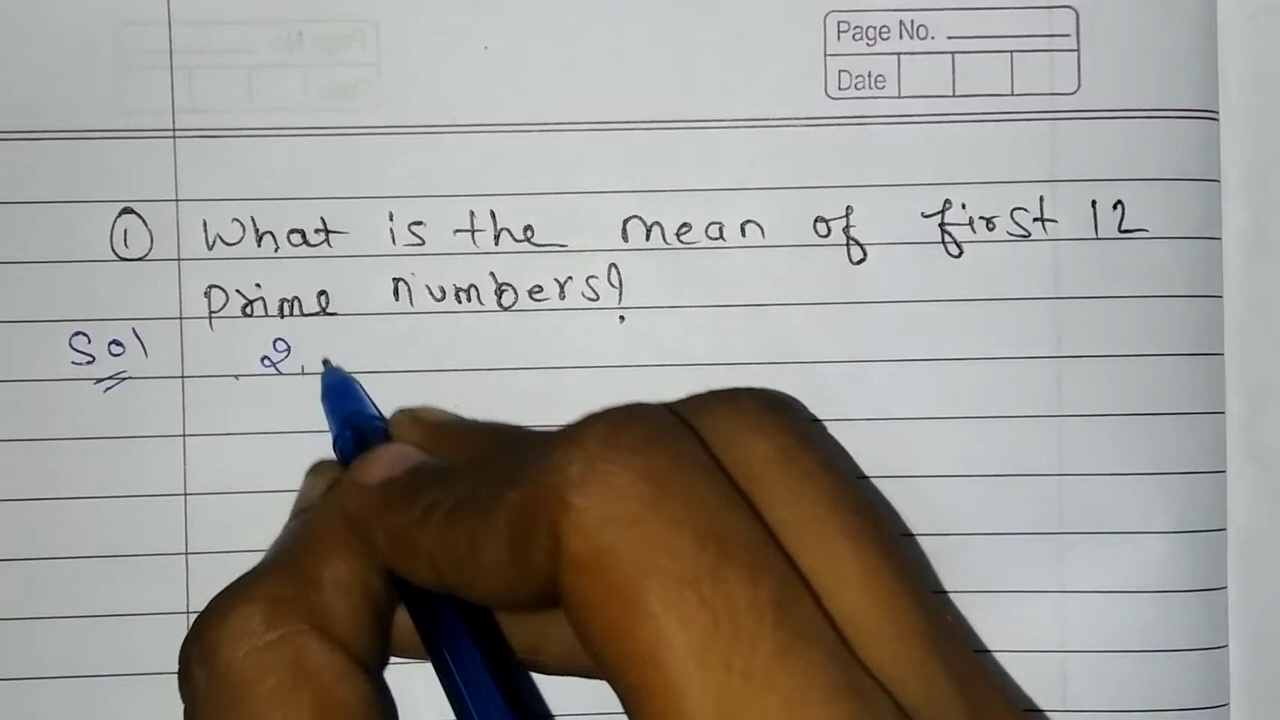 Page No.
Date
① What is the mean of first 12
prime numbers?
Sol 2,